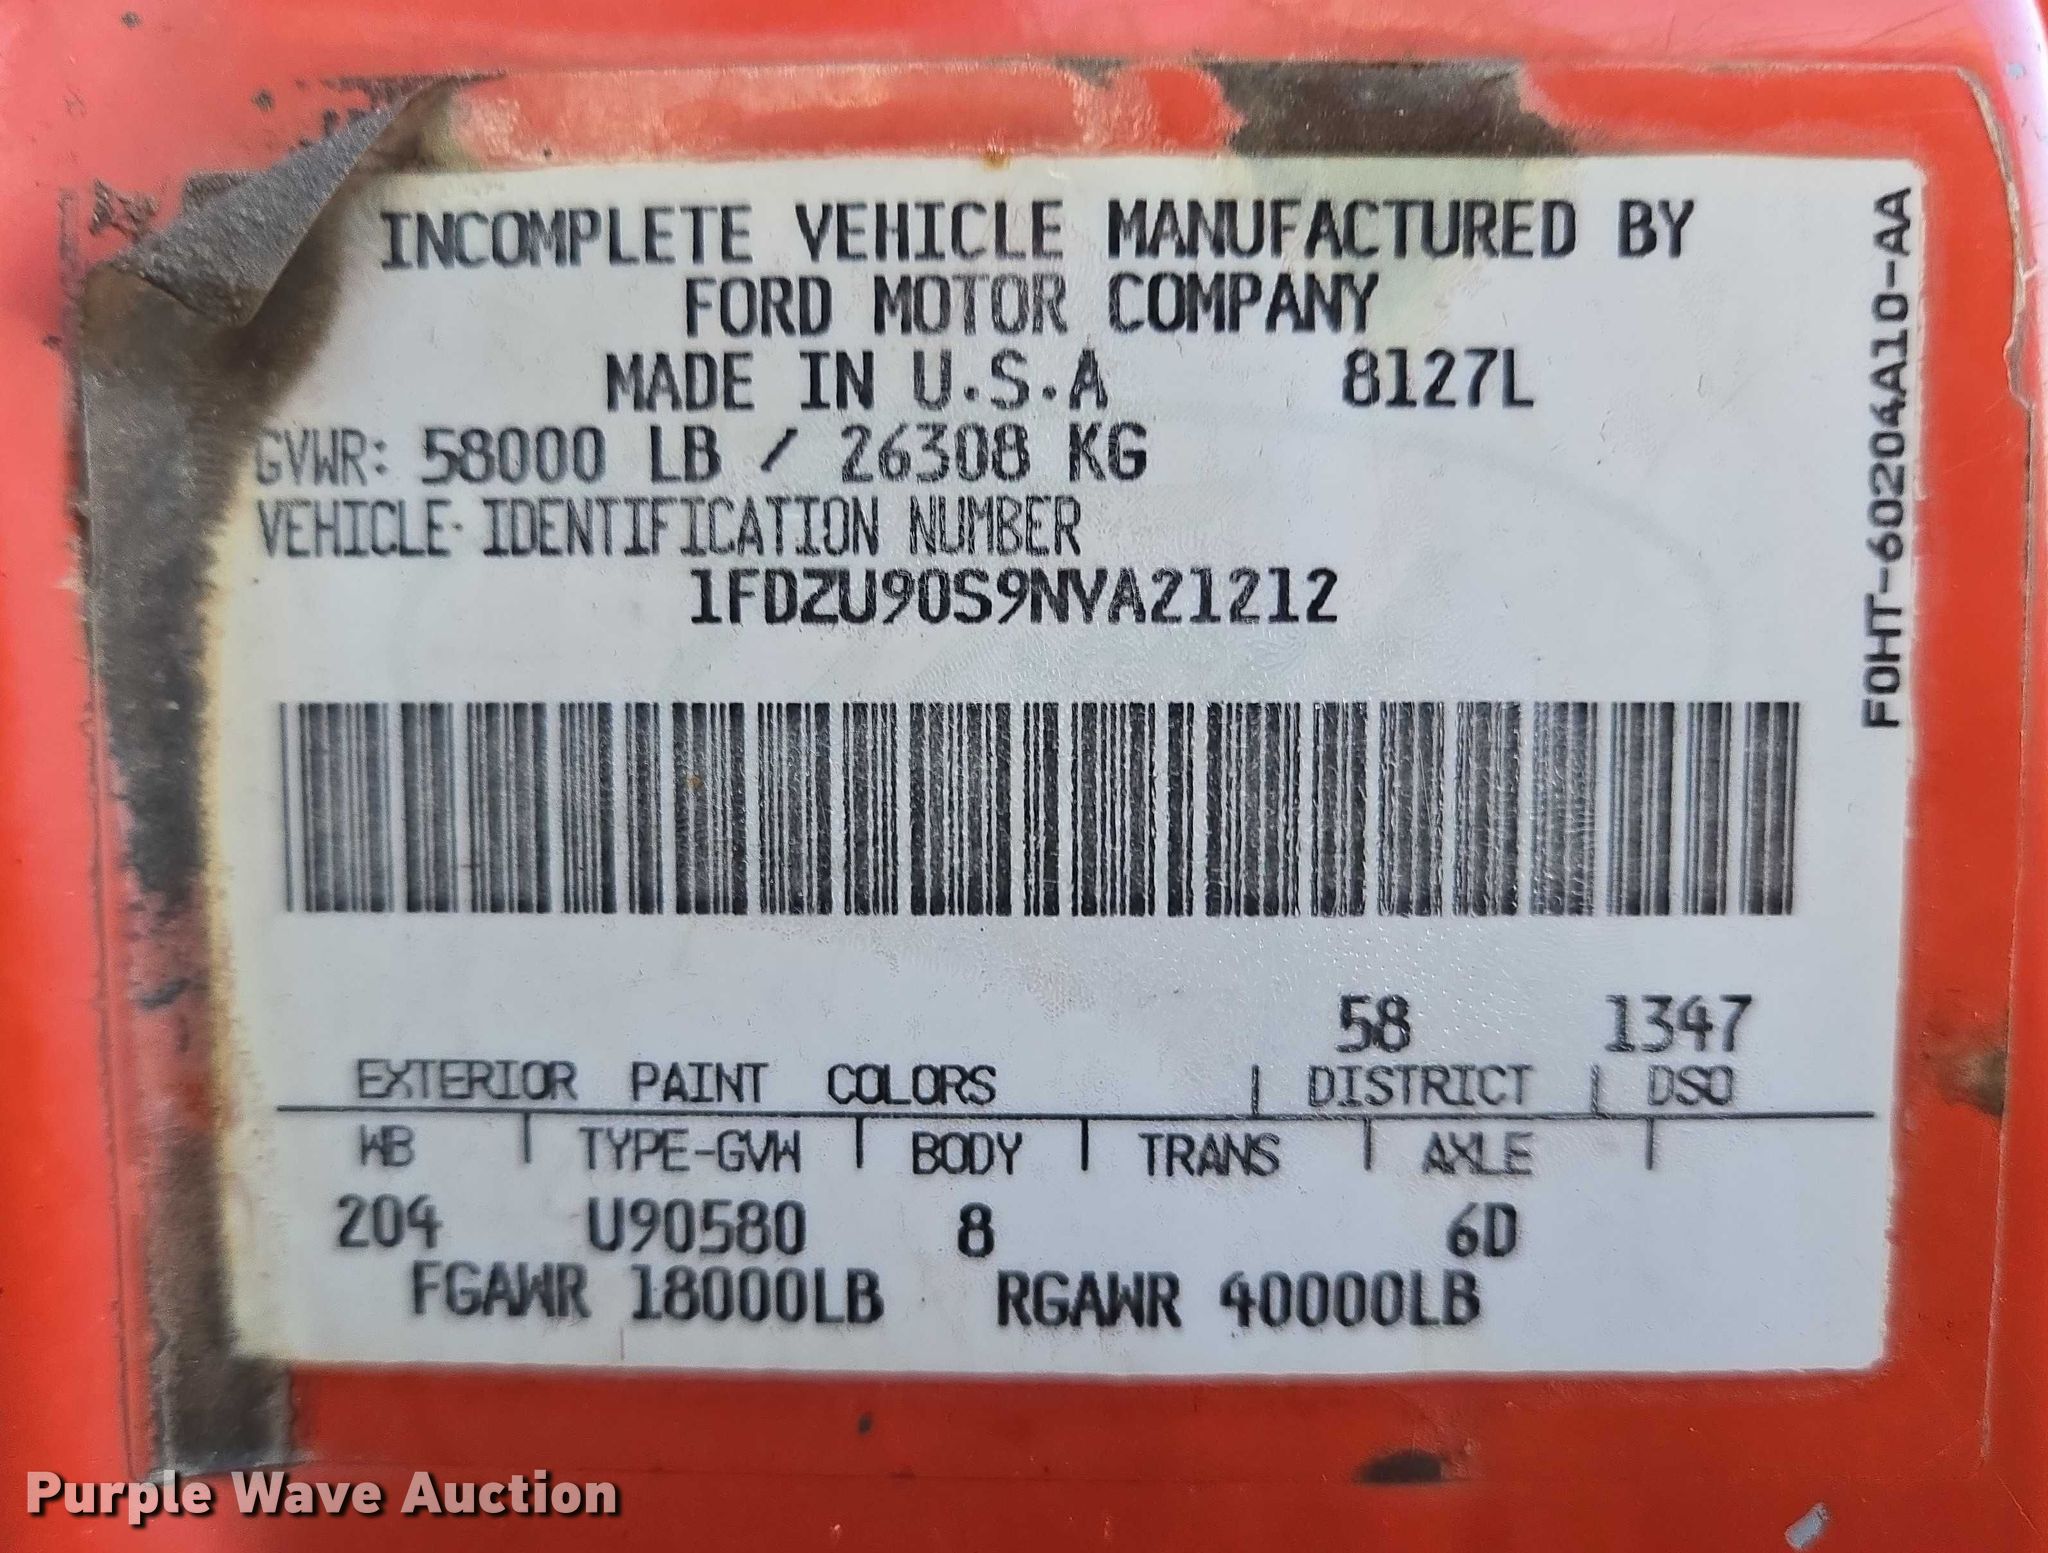 INCOMPLETE VEHICLE MANUFACTURED BY
FORD MOTOR COMPANY
MADE IN U.S.A 8127L
GVWR: 58000 LB / 26308 KG
VEHICLE IDENTIFICATION NUMBER
1FDZU90S9NVA21212
F0HT-60204A10-AA
58 1347
EXTERIOR PAINT COLORS | DISTRICT | DSO
WB | TYPE-GVW | BODY | TRANS | AXLE |
204 U90580 8 6D
FGAWR 18000LB RGAWR 40000LB
Purple Wave Auction